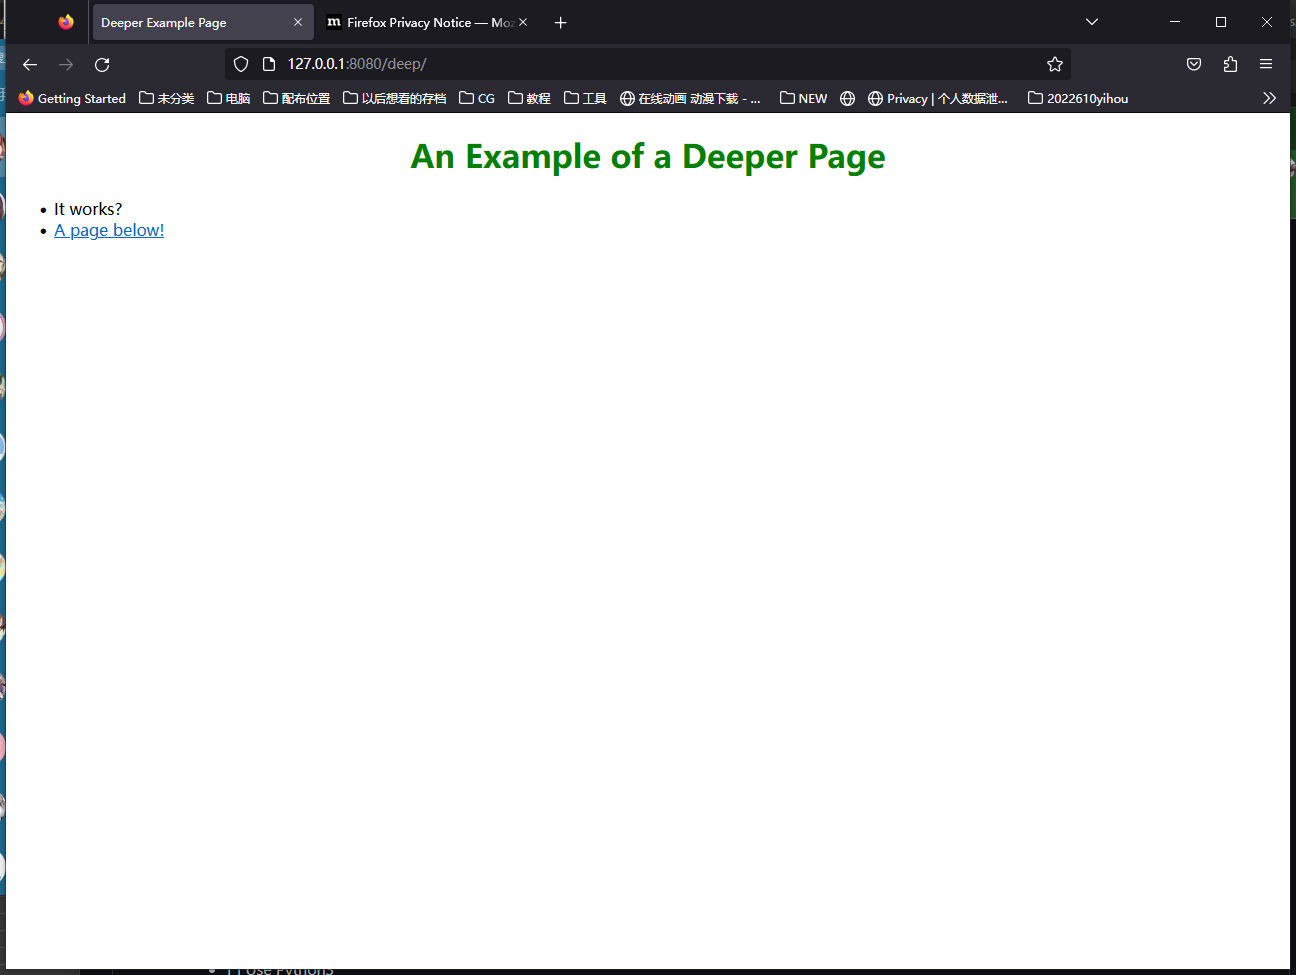 Deeper Example Page
Firefox Privacy Notice — Moz
127.0.0.1:8080/deep/
Getting Started 未分类 电脑 配布位置 以后想看的存档 CG 教程 工具 在线动画 动漫下载 - ... NEW Privacy | 个人数据泄... 2022610yihou
An Example of a Deeper Page
It works?
A page below!